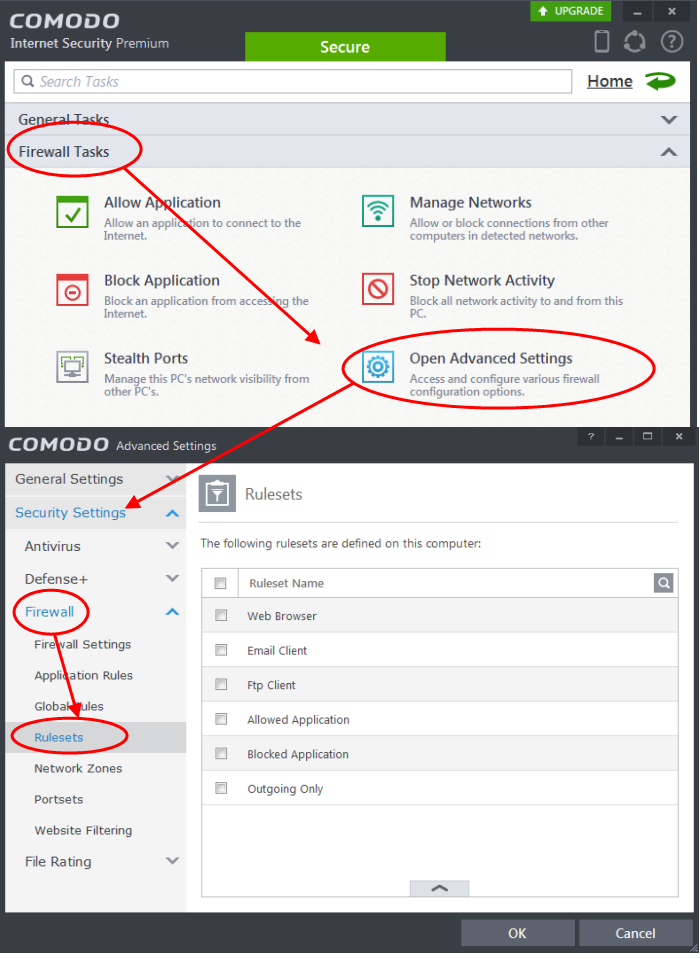 COMODO
Internet Security Premium
UPGRADE
Secure
Search Tasks
Home
General Tasks
Firewall Tasks
Allow Application
Allow an application to connect to the
Internet.
Manage Networks
Allow or block connections from other
computers in detected networks.
Block Application
Block an application from accessing the
Internet.
Stop Network Activity
Block all network activity to and from this
PC.
Stealth Ports
Manage this PC's network visibility from
other PC's.
Open Advanced Settings
Access and configure various firewall
configuration options.
COMODO Advanced Settings
General Settings
Security Settings
Antivirus
Defense+
Firewall
Firewall Settings
Application Rules
Global Rules
Rulesets
Network Zones
Portsets
Website Filtering
File Rating
Rulesets
The following rulesets are defined on this computer:
Ruleset Name
Web Browser
Email Client
Ftp Client
Allowed Application
Blocked Application
Outgoing Only
OK
Cancel